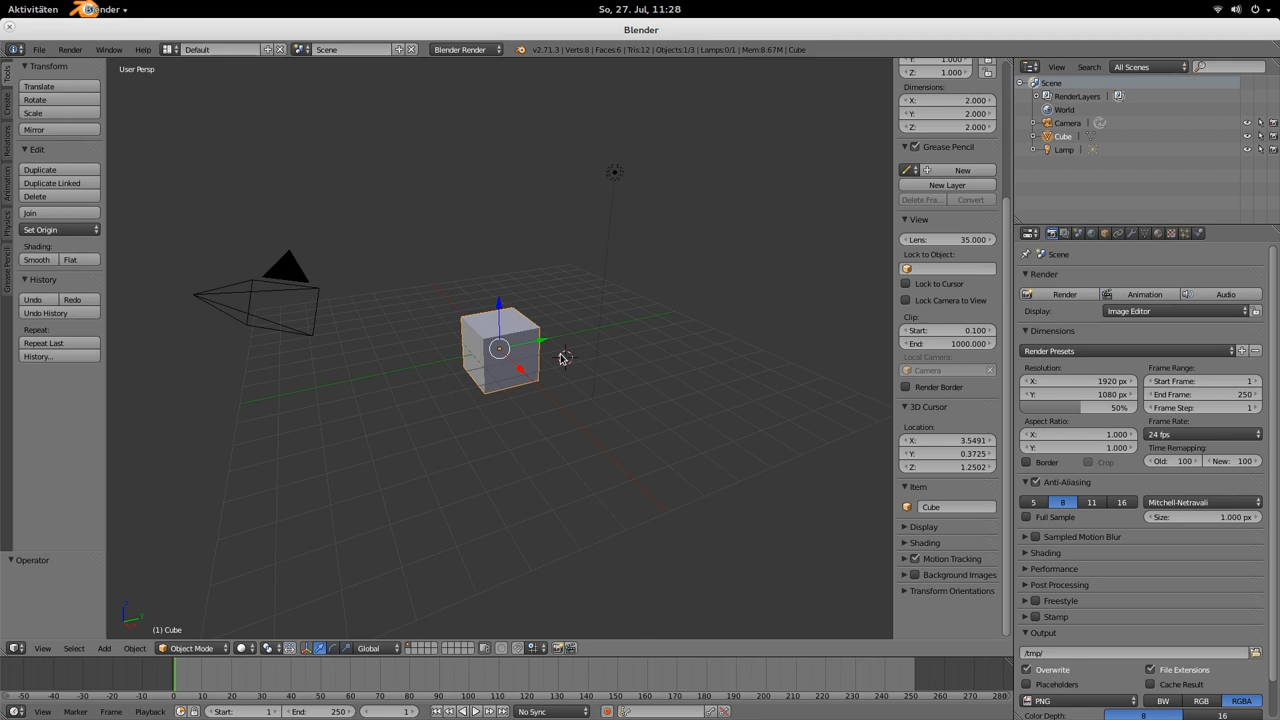 Aktivitäten
Blender
So, 27. Jul, 11:28
Blender
File Render Window Help
Default
Scene
Blender Render
v2.71.3 | Verts:8 | Faces:6 | Tris:12 | Objects:1/3 | Lamps:0/1 | Mem:8.67M | Cube
Tools
Create
Relations
Animation
Physics
Grease Pencil
Transform
Translate
Rotate
Scale
Mirror
Edit
Duplicate
Duplicate Linked
Delete
Join
Set Origin
Shading:
Smooth Flat
History
Undo Redo
Undo History
Repeat:
Repeat Last
History...
Operator
User Persp
(1) Cube
Y: 1.000
Z: 1.000
Dimensions:
X: 2.000
Y: 2.000
Z: 2.000
Grease Pencil
New
New Layer
Delete Fra... Convert
View
Lens: 35.000
Lock to Object:
Lock to Cursor
Lock Camera to View
Clip:
Start: 0.100
End: 1000.000
Local Camera:
Camera
Render Border
3D Cursor
Location:
X: 3.5491
Y: 0.3725
Z: 1.2502
Item
Cube
Display
Shading
Motion Tracking
Background Images
Transform Orientations
View Search All Scenes
Scene
RenderLayers
World
Camera
Cube
Lamp
Scene
Render
Render Animation Audio
Display: Image Editor
Dimensions
Render Presets
Resolution: Frame Range:
X: 1920 px Start Frame: 1
Y: 1080 px End Frame: 250
50% Frame Step: 1
Aspect Ratio: Frame Rate:
X: 1.000 24 fps
Y: 1.000 Time Remapping:
Border Crop Old: 100 New: 100
Anti-Aliasing
5 8 11 16 Mitchell-Netravali
Full Sample Size: 1.000 px
Sampled Motion Blur
Shading
Performance
Post Processing
Freestyle
Stamp
Output
/tmp/
Overwrite File Extensions
Placeholders Cache Result
PNG BW RGB RGBA
Color Depth: 8 16
View Select Add Object Object Mode Global
-50 -40 -30 -20 -10 0 10 20 30 40 50 60 70 80 90 100 110 120 130 140 150 160 170 180 190 200 210 220 230 240 250 260 270 280
View Marker Frame Playback Start: 1 End: 250 1 No Sync